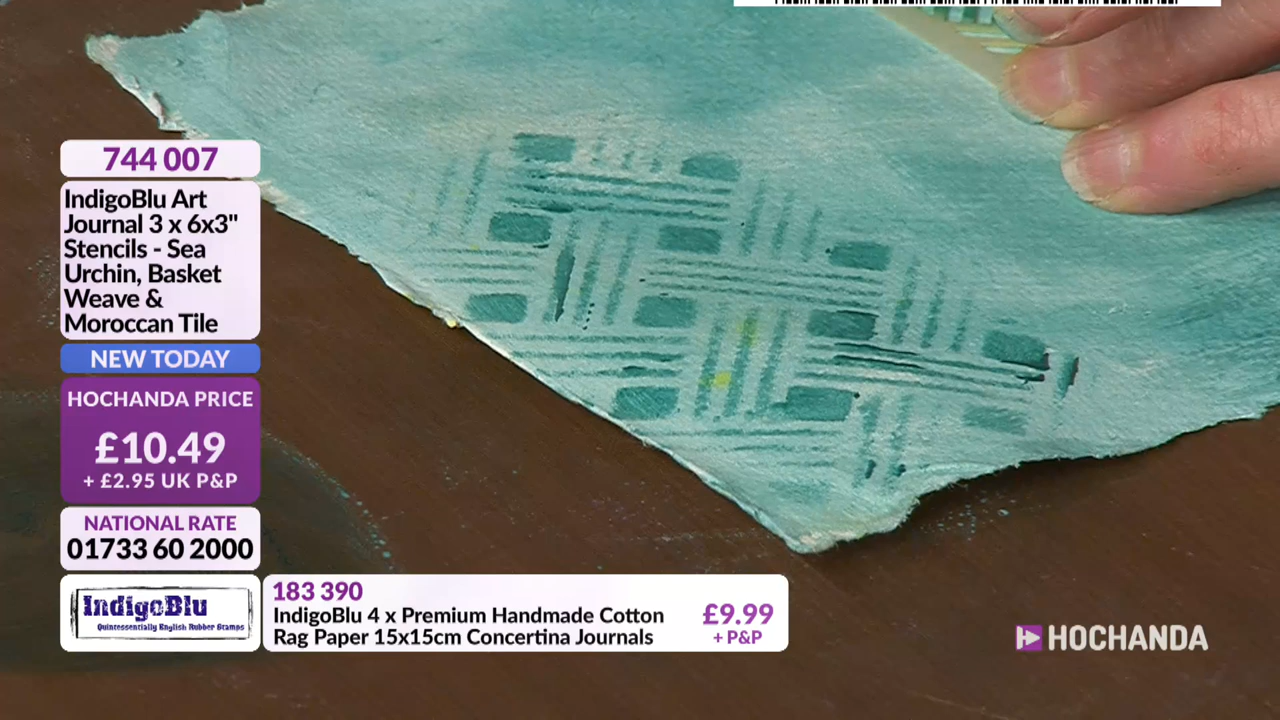 744 007
IndigoBlu Art
Journal 3 x 6x3"
Stencils - Sea
Urchin, Basket
Weave &
Moroccan Tile
NEW TODAY
HOCHANDA PRICE
£10.49
+ £2.95 UK P&P
NATIONAL RATE
01733 60 2000
IndigoBlu
Quintessentially English Rubber Stamps
183 390
IndigoBlu 4 x Premium Handmade Cotton
Rag Paper 15x15cm Concertina Journals
£9.99
+ P&P
HOCHANDA